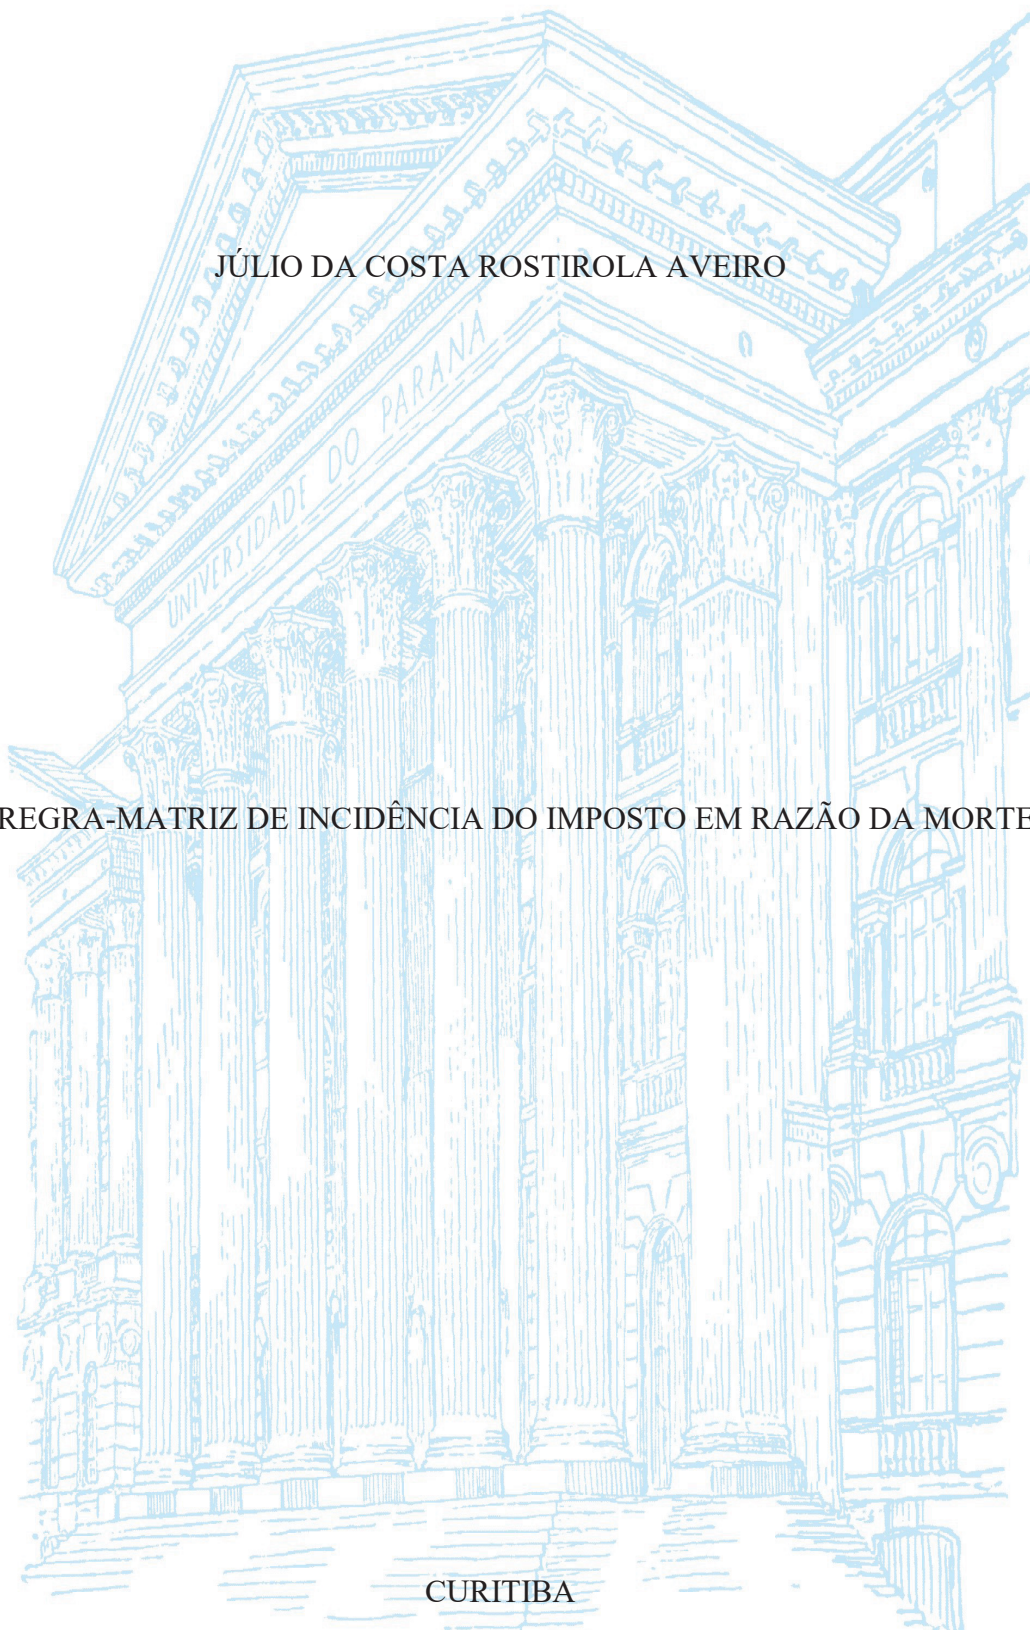 JÚLIO DA COSTA ROSTIROLA AVEIRO
UNIVERSIDADE DO PARANÁ
REGRA-MATRIZ DE INCIDÊNCIA DO IMPOSTO EM RAZÃO DA MORTE
CURITIBA